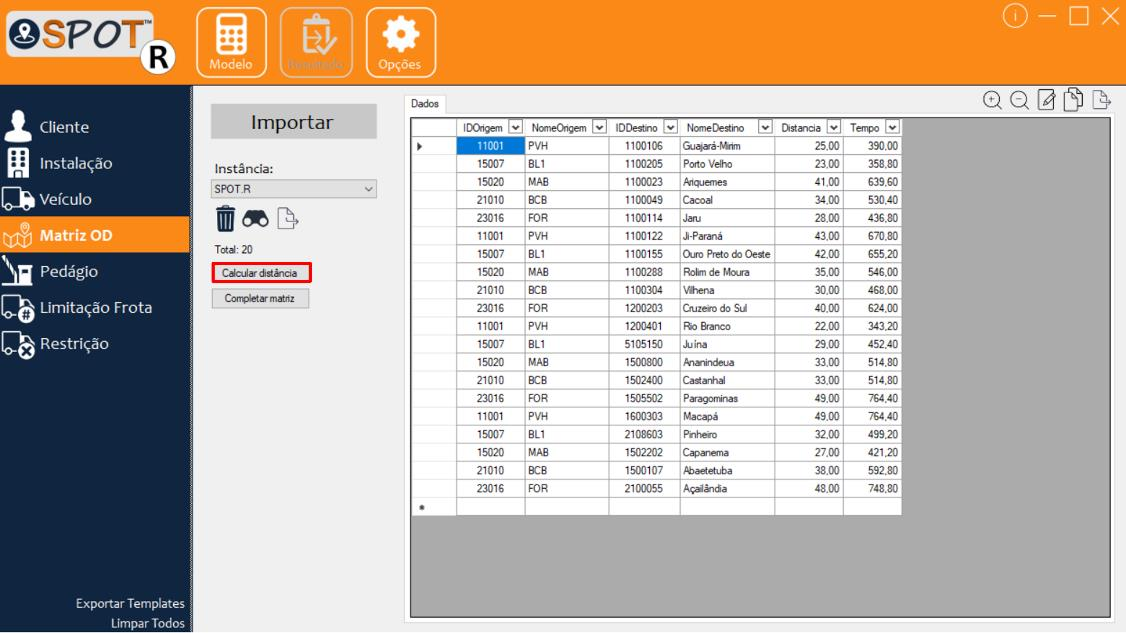 SPOT™ R
Modelo
Resultado
Opções
Cliente
Instalação
Veículo
Matriz OD
Pedágio
Limitação Frota
Restrição
Exportar Templates
Limpar Todos
Importar
Instância:
SPOT.R
Total: 20
Calcular distância
Completar matriz
Dados
IDOrigem NomeOrigem IDDestino NomeDestino Distancia Tempo
11001 PVH 1100106 Guajará-Mirim 25,00 390,00
15007 BL1 1100205 Porto Velho 23,00 358,80
15020 MAB 1100023 Ariquemes 41,00 639,60
21010 BCB 1100049 Cacoal 34,00 530,40
23016 FOR 1100114 Jaru 28,00 436,80
11001 PVH 1100122 Ji-Paraná 43,00 670,80
15007 BL1 1100155 Ouro Preto do Oeste 42,00 655,20
15020 MAB 1100288 Rolim de Moura 35,00 546,00
21010 BCB 1100304 Vilhena 30,00 468,00
23016 FOR 1200203 Cruzeiro do Sul 40,00 624,00
11001 PVH 1200401 Rio Branco 22,00 343,20
15007 BL1 5105150 Juína 29,00 452,40
15020 MAB 1500800 Ananindeua 33,00 514,80
21010 BCB 1502400 Castanhal 33,00 514,80
23016 FOR 1505502 Paragominas 49,00 764,40
11001 PVH 1600303 Macapá 49,00 764,40
15007 BL1 2108603 Pinheiro 32,00 499,20
15020 MAB 1502202 Capanema 27,00 421,20
21010 BCB 1500107 Abaetetuba 38,00 592,80
23016 FOR 2100055 Açailândia 48,00 748,80